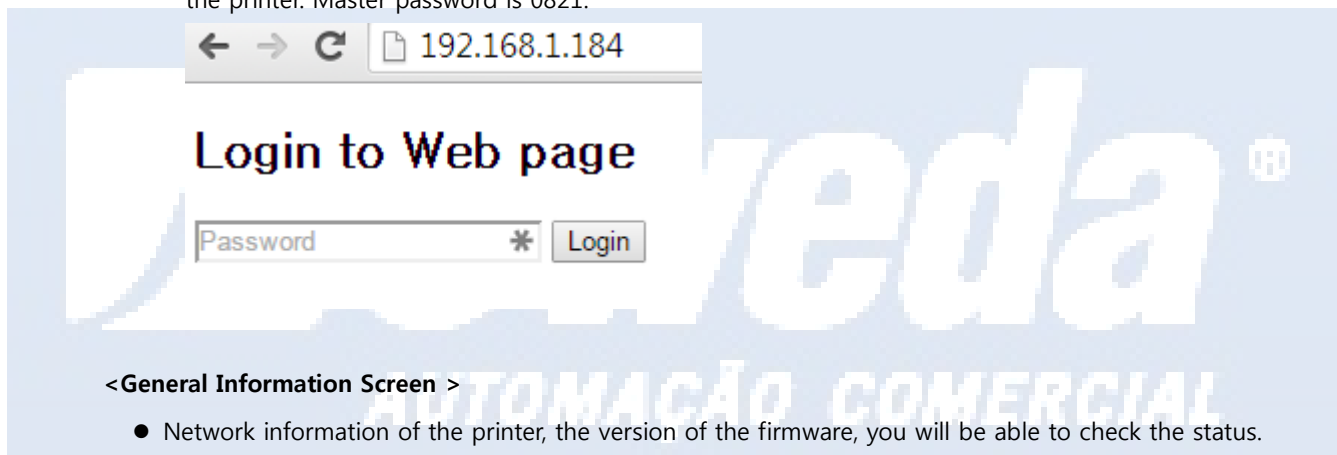 the printer. Master password is 0821.
192.168.1.184
Login to Web page
Password * Login
<General Information Screen >
● Network information of the printer, the version of the firmware, you will be able to check the status.
AUTOMAÇÃO COMERCIAL